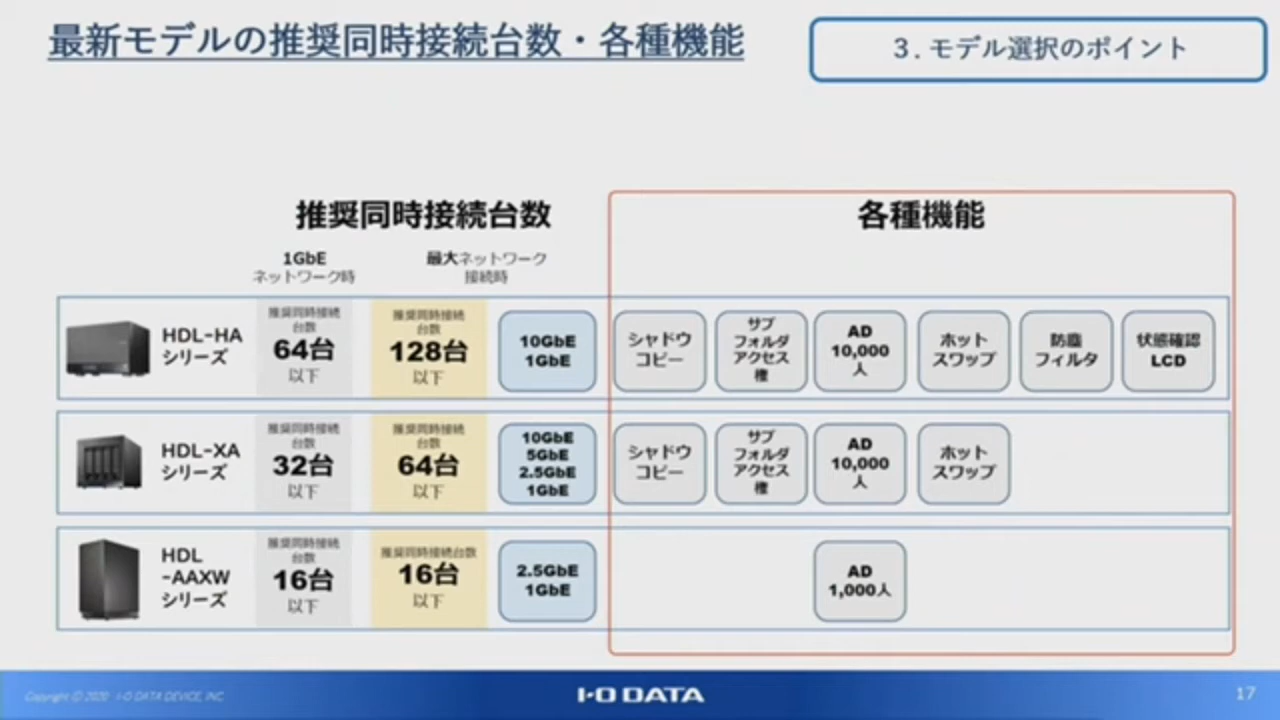 最新モデルの推奨同時接続台数・各種機能
3. モデル選択のポイント
推奨同時接続台数
各種機能
1GbE
ネットワーク時
最大ネットワーク
接続時
HDL-HA
シリーズ
推奨同時接続
台数
64台
以下
推奨同時接続
台数
128台
以下
10GbE
1GbE
シャドウ
コピー
サブ
フォルダ
アクセス
権
AD
10,000
人
ホット
スワップ
防塵
フィルタ
状態確認
LCD
HDL-XA
シリーズ
推奨同時接続
台数
32台
以下
推奨同時接続
台数
64台
以下
10GbE
5GbE
2.5GbE
1GbE
シャドウ
コピー
サブ
フォルダ
アクセス
権
AD
10,000
人
ホット
スワップ
HDL
-AAXW
シリーズ
推奨同時接続
台数
16台
以下
推奨同時接続台数
16台
以下
2.5GbE
1GbE
AD
1,000人
Copyright © 2020 I-O DATA DEVICE, INC.
I-O DATA
17